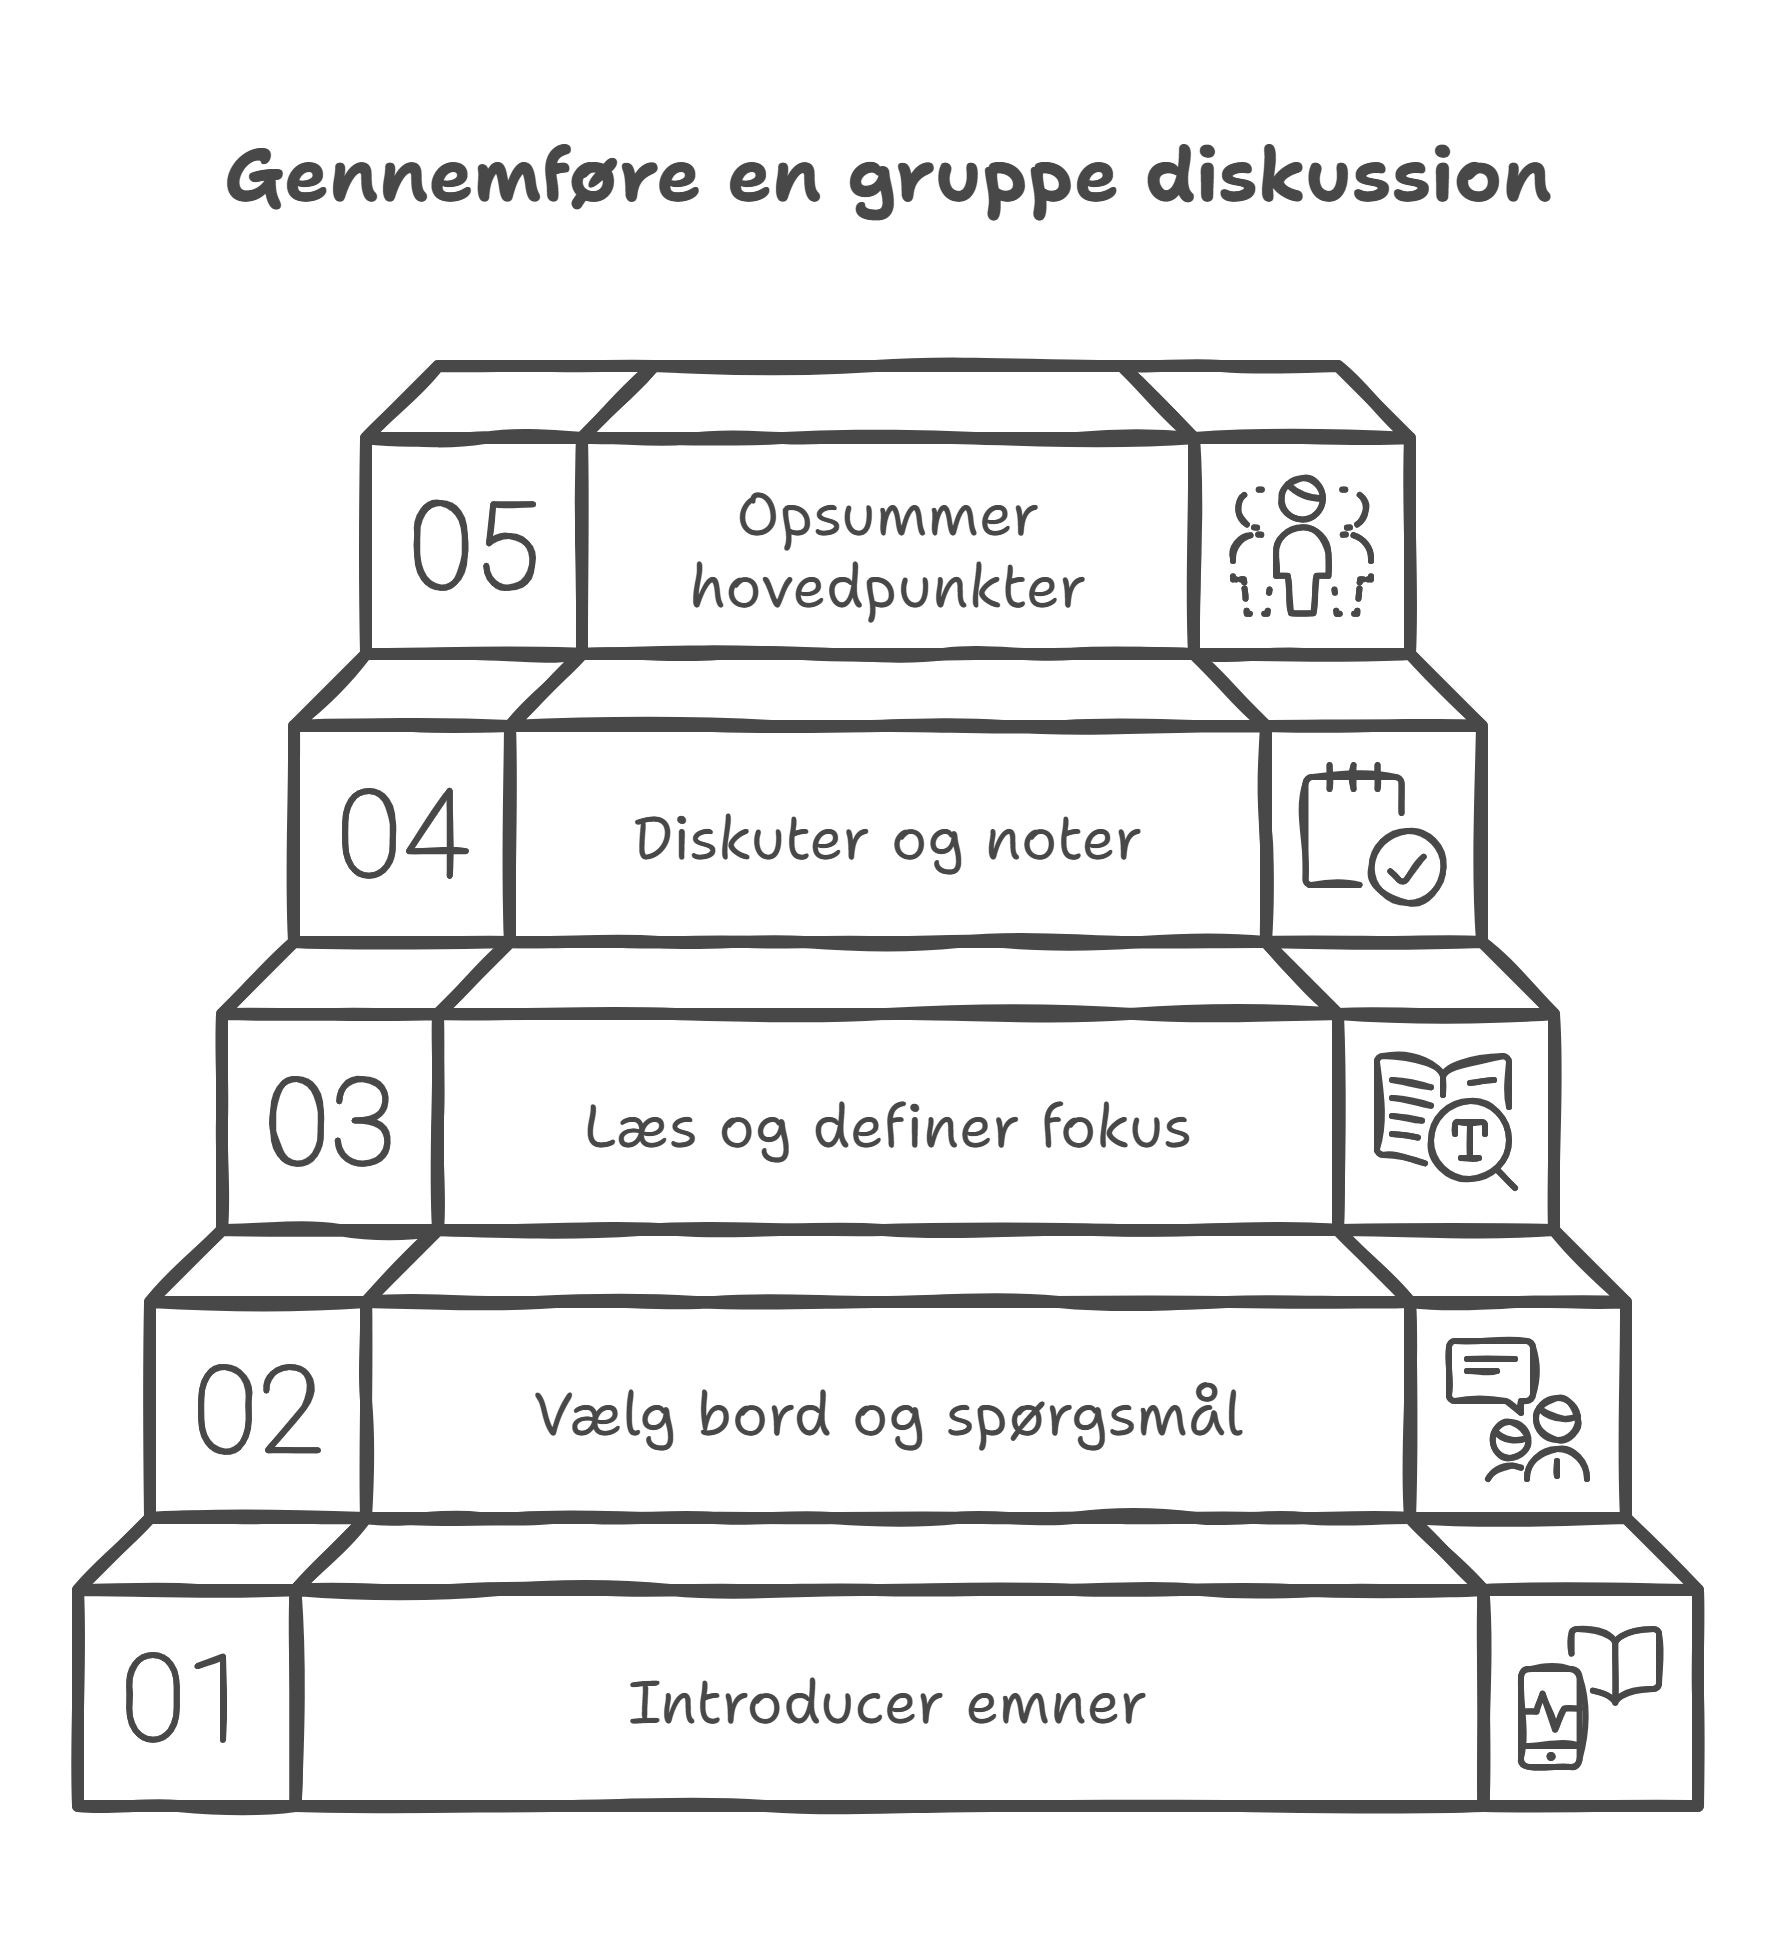 Gennemføre en gruppe diskussion
05
Opsummer
hovedpunkter
04
Diskuter og noter
03
Læs og definer fokus
T
02
Vælg bord og spørgsmål
01
Introducer emner